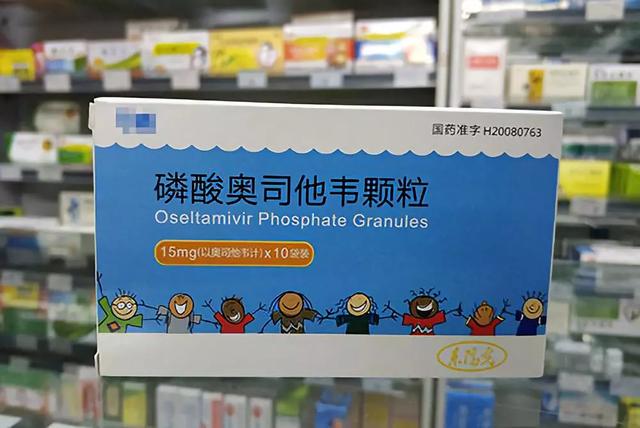 国药准字 H20080763
磷酸奥司他韦颗粒
Oseltamivir Phosphate Granules
15mg(以奥司他韦计) x 10袋装
东阳光